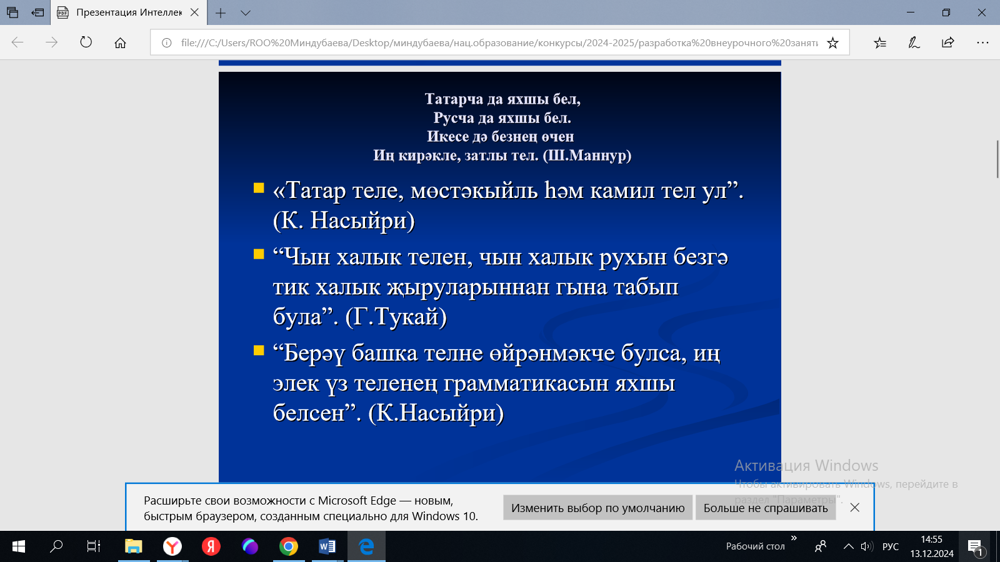 Презентация Интеллек
file:///C:/Users/ROO%20Миндубаева/Desktop/миндубаева/нац.образование/конкурсы/2024-2025/разработка%20внеурочного%20заняти
Татарча да яхшы бел,
Русча да яхшы бел.
Икесе дә безнең өчен
Иң кирәкле, затлы тел. (Ш.Маннур)
«Татар теле, мөстәкыйль һәм камил тел ул”.
(К. Насыйри)
“Чын халык телен, чын халык рухын безгә
тик халык җыруларыннан гына табып
була”. (Г.Тукай)
“Берәү башка телне өйрәнмәкче булса, иң
элек үз теленең грамматикасын яхшы
белсен”. (К.Насыйри)
Активация Windows
Чтобы активировать Windows, перейдите в
раздел "Параметры".
Расширьте свои возможности с Microsoft Edge — новым,
быстрым браузером, созданным специально для Windows 10.
Изменить выбор по умолчанию
Больше не спрашивать
Рабочий стол
РУС
14:55
13.12.2024
1